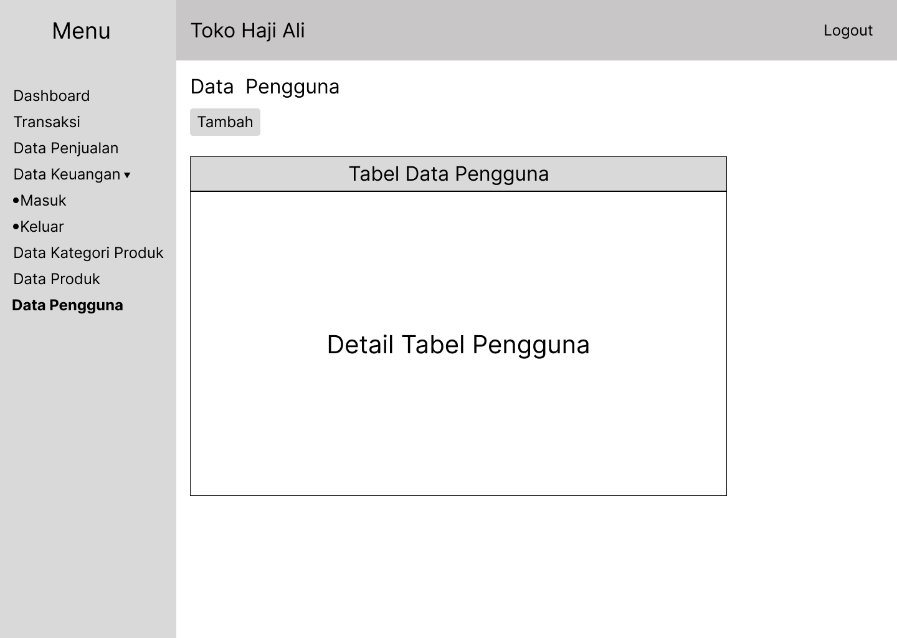 Menu
Toko Haji Ali
Logout
Dashboard
Transaksi
Data Penjualan
Data Keuangan ▾
•Masuk
•Keluar
Data Kategori Produk
Data Produk
Data Pengguna
Data Pengguna
Tambah
Tabel Data Pengguna
Detail Tabel Pengguna